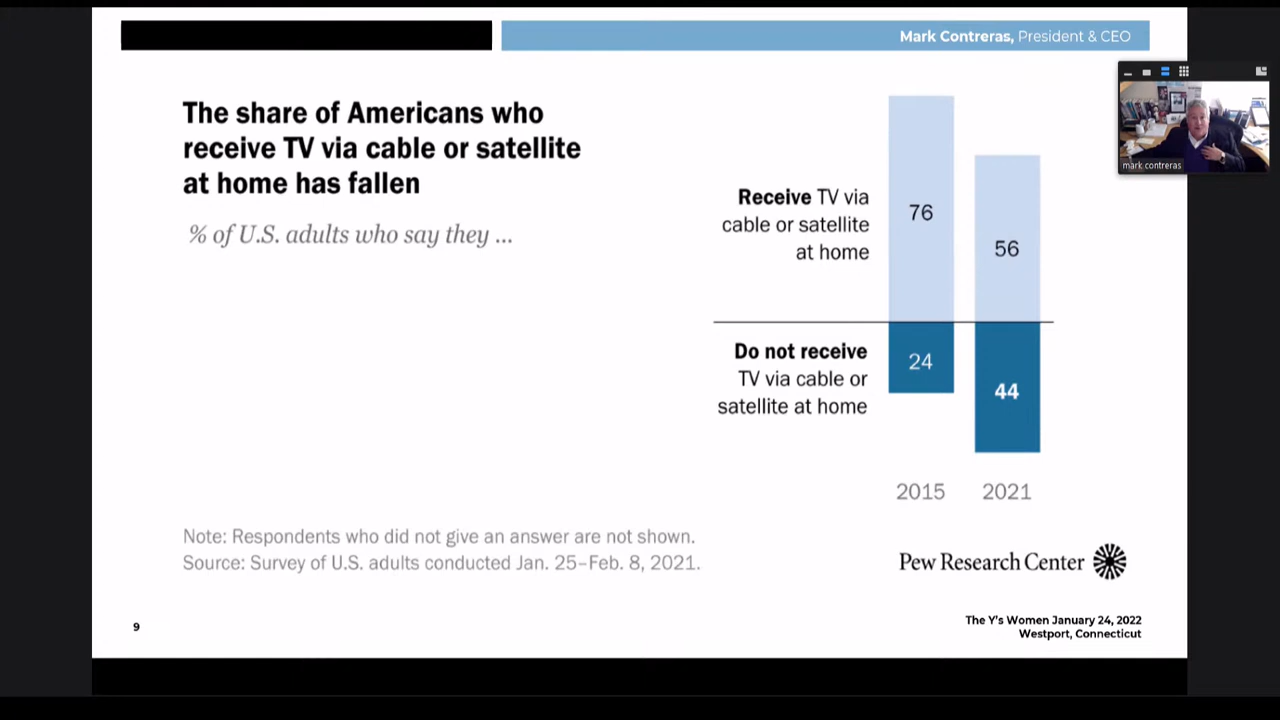 Mark Contreras, President & CEO
The share of Americans who
receive TV via cable or satellite
at home has fallen
% of U.S. adults who say they ...
Receive TV via
cable or satellite
at home
76
56
Do not receive
TV via cable or
satellite at home
24
44
2015
2021
Note: Respondents who did not give an answer are not shown.
Source: Survey of U.S. adults conducted Jan. 25–Feb. 8, 2021.
Pew Research Center
9
The Y's Women January 24, 2022
Westport, Connecticut
mark contreras